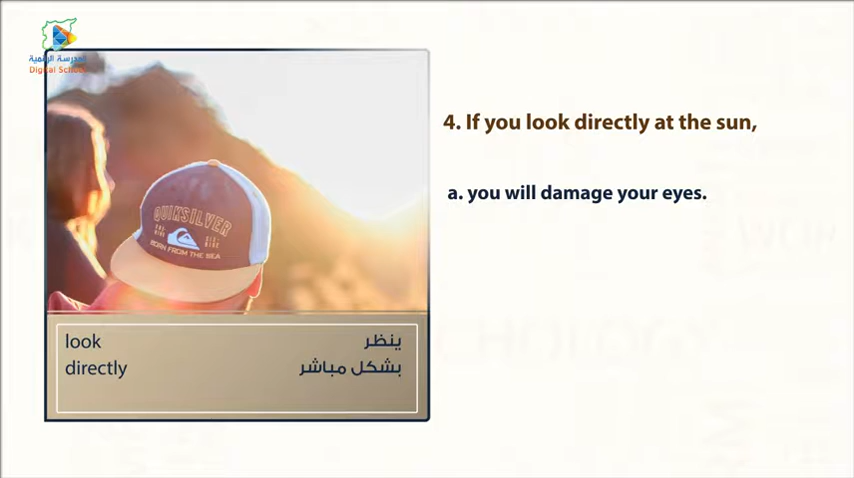 المدرسة الرقمية
Digital School
QUIKSILVER
BORN FROM THE SEA
4. If you look directly at the sun,
a. you will damage your eyes.
look ينظر
directly بشكل مباشر